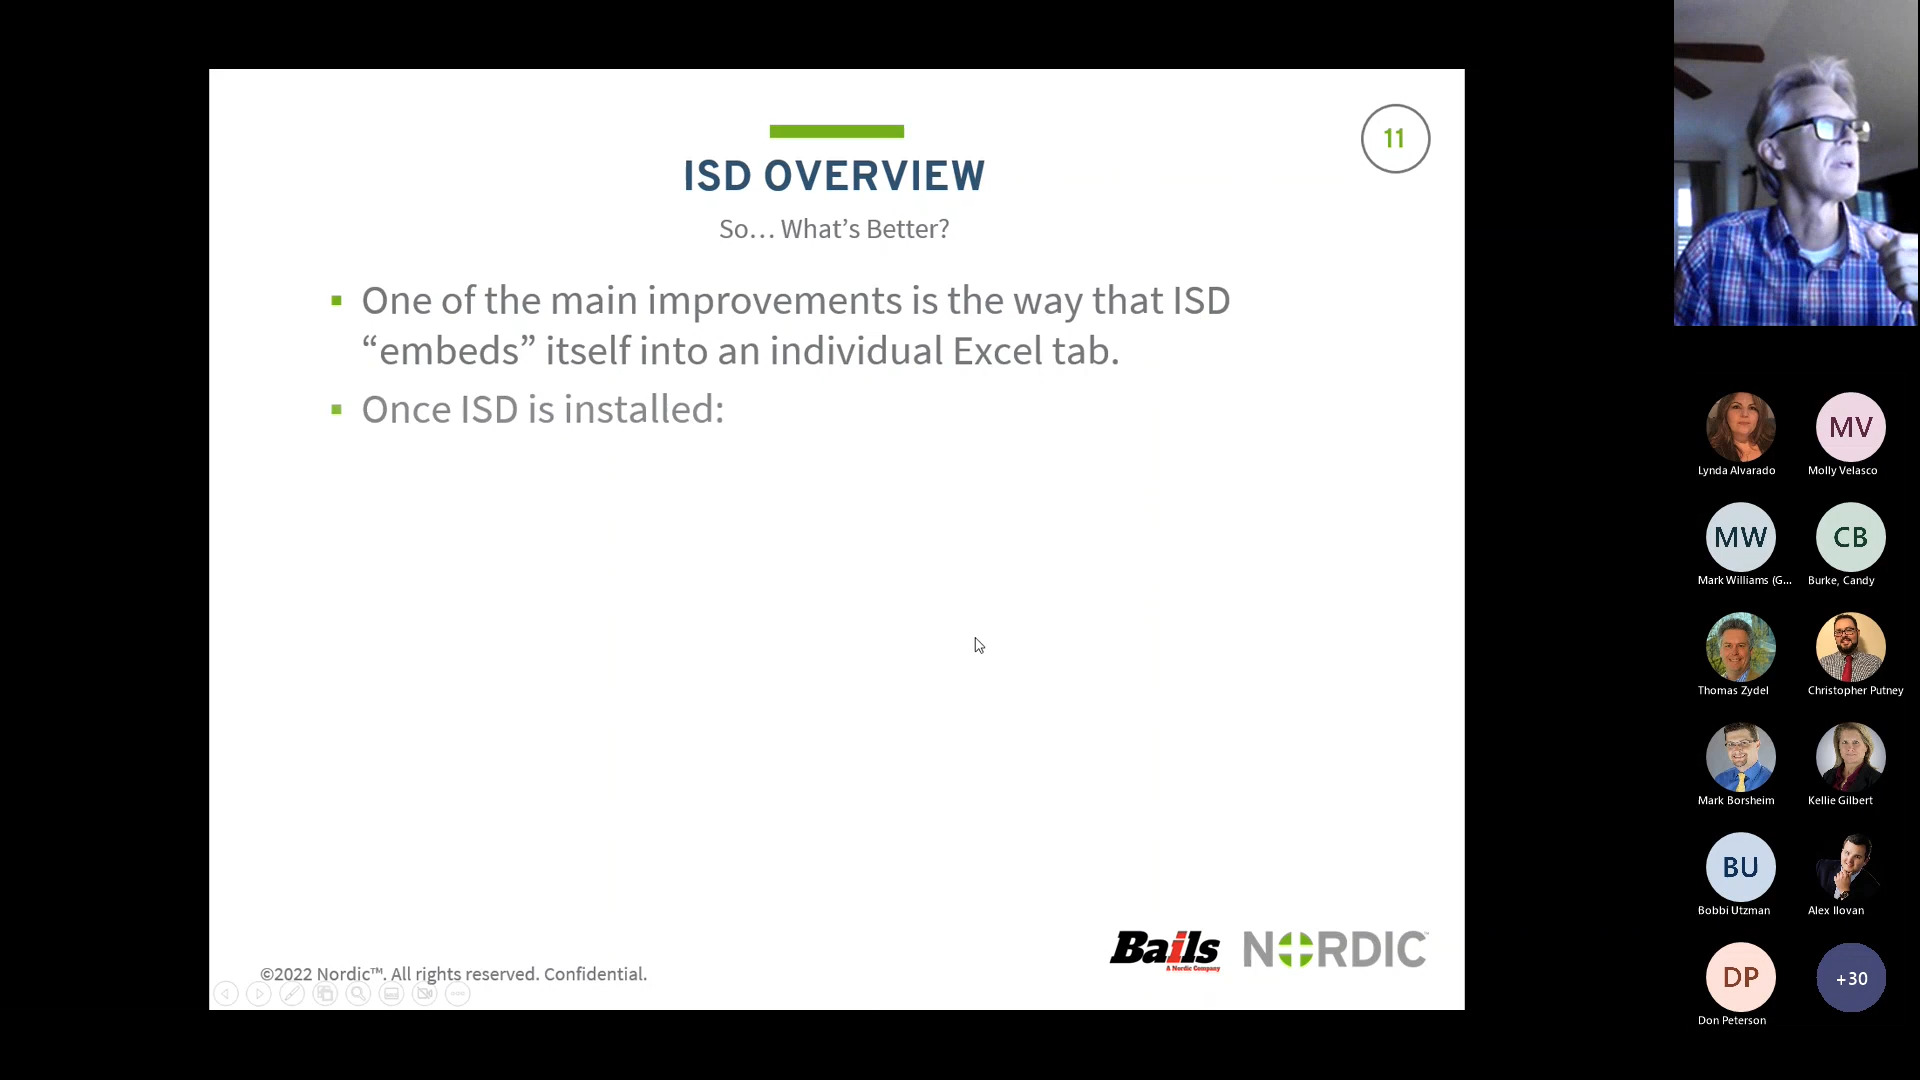 11
ISD OVERVIEW
So… What's Better?
▪ One of the main improvements is the way that ISD
“embeds” itself into an individual Excel tab.
▪ Once ISD is installed:
Bails
A Nordic Company
NORDIC™
©2022 Nordic™. All rights reserved. Confidential.
Lynda Alvarado
MV
Molly Velasco
MW
Mark Williams (G...
CB
Burke, Candy
Thomas Zydel
Christopher Putney
Mark Borsheim
Kellie Gilbert
BU
Bobbi Utzman
Alex Ilovan
DP
Don Peterson
+30